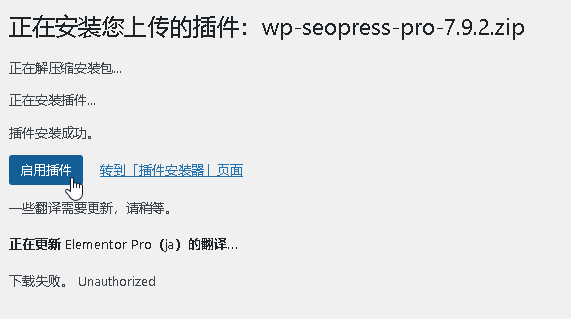 正在安装您上传的插件：wp-seopress-pro-7.9.2.zip
正在解压缩安装包...
正在安装插件...
插件安装成功。
启用插件 转到「插件安装器」页面
一些翻译需要更新，请稍等。
正在更新 Elementor Pro（ja）的翻译...
下载失败。 Unauthorized